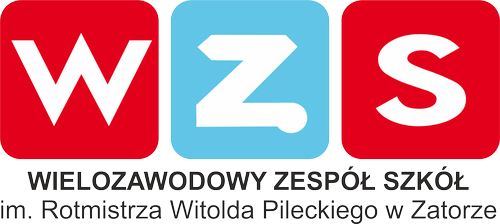 WZS
WIELOZAWODOWY ZESPÓŁ SZKÓŁ
im. Rotmistrza Witolda Pileckiego w Zatorze